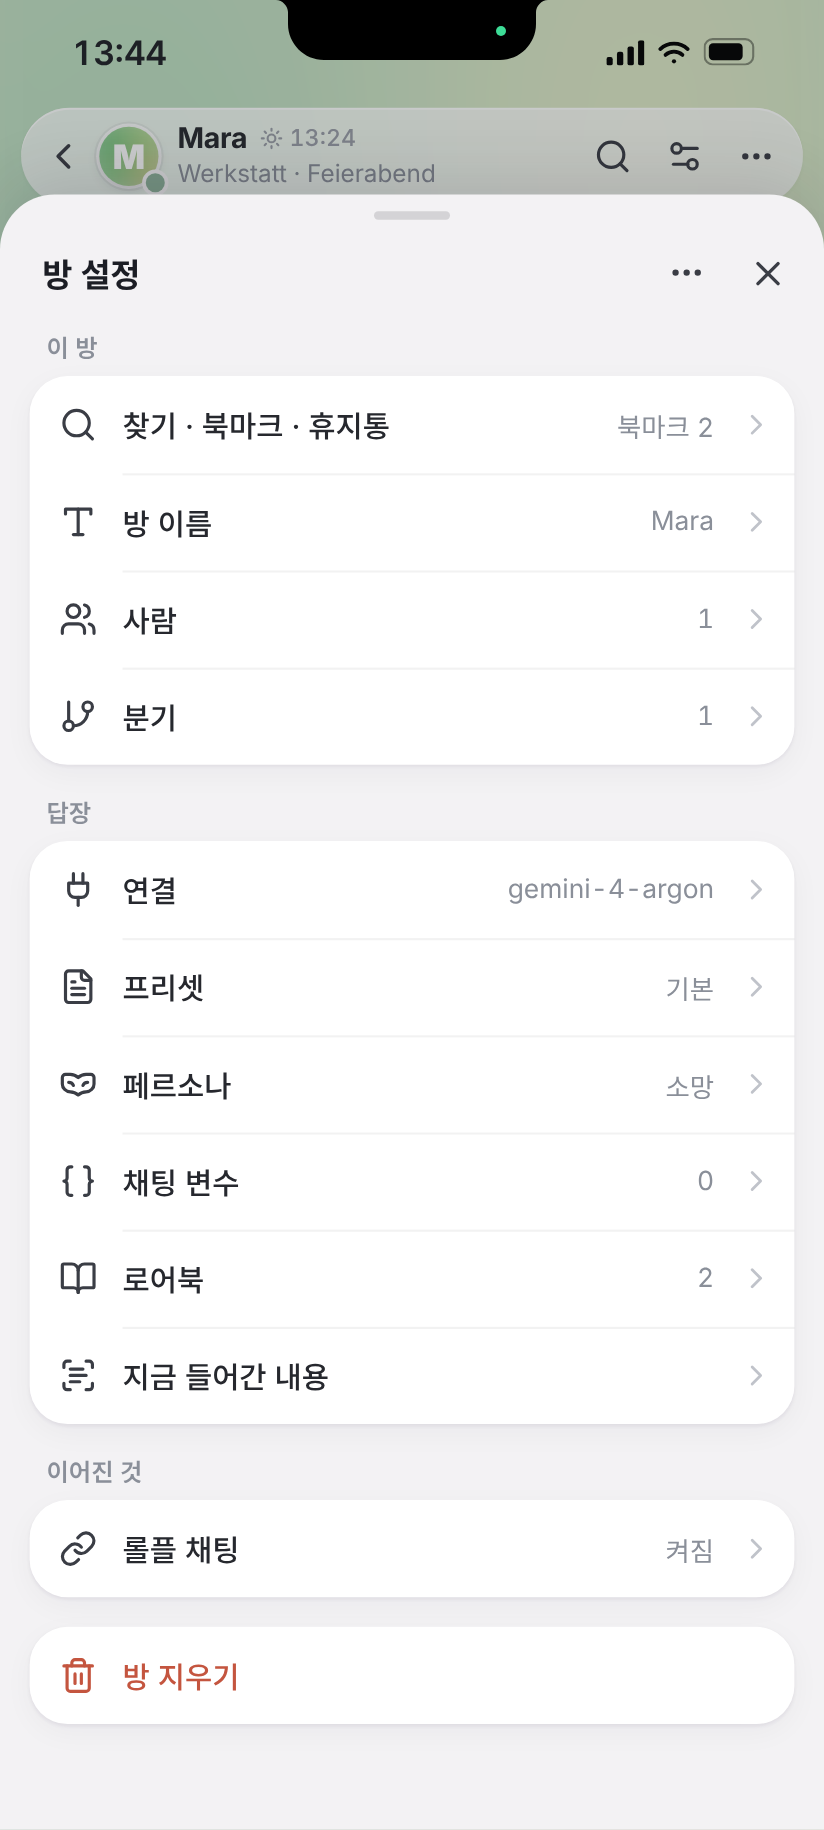 13:44
M
Mara 13:24
Werkstatt · Feierabend
방 설정
이 방
찾기 · 북마크 · 휴지통 북마크 2
방 이름 Mara
사람 1
분기 1
답장
연결 gemini-4-argon
프리셋 기본
페르소나 소망
채팅 변수 0
로어북 2
지금 들어간 내용
이어진 것
롤플 채팅 켜짐
방 지우기